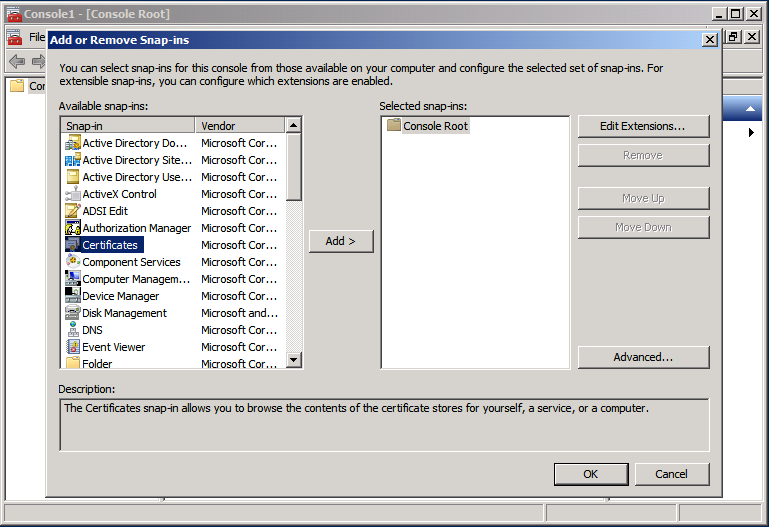 Console1 - [Console Root]
File
Add or Remove Snap-ins
You can select snap-ins for this console from those available on your computer and configure the selected set of snap-ins. For
extensible snap-ins, you can configure which extensions are enabled.
Available snap-ins:
Selected snap-ins:
Snap-in Vendor
Active Directory Do... Microsoft Cor...
Active Directory Site... Microsoft Cor...
Active Directory Use... Microsoft Cor...
ActiveX Control Microsoft Cor...
ADSI Edit Microsoft Cor...
Authorization Manager Microsoft Cor...
Certificates Microsoft Cor...
Component Services Microsoft Cor...
Computer Managem... Microsoft Cor...
Device Manager Microsoft Cor...
Disk Management Microsoft and...
DNS Microsoft Cor...
Event Viewer Microsoft Cor...
Folder Microsoft Cor...
Add >
Console Root
Edit Extensions...
Remove
Move Up
Move Down
Advanced...
Description:
The Certificates snap-in allows you to browse the contents of the certificate stores for yourself, a service, or a computer.
OK
Cancel